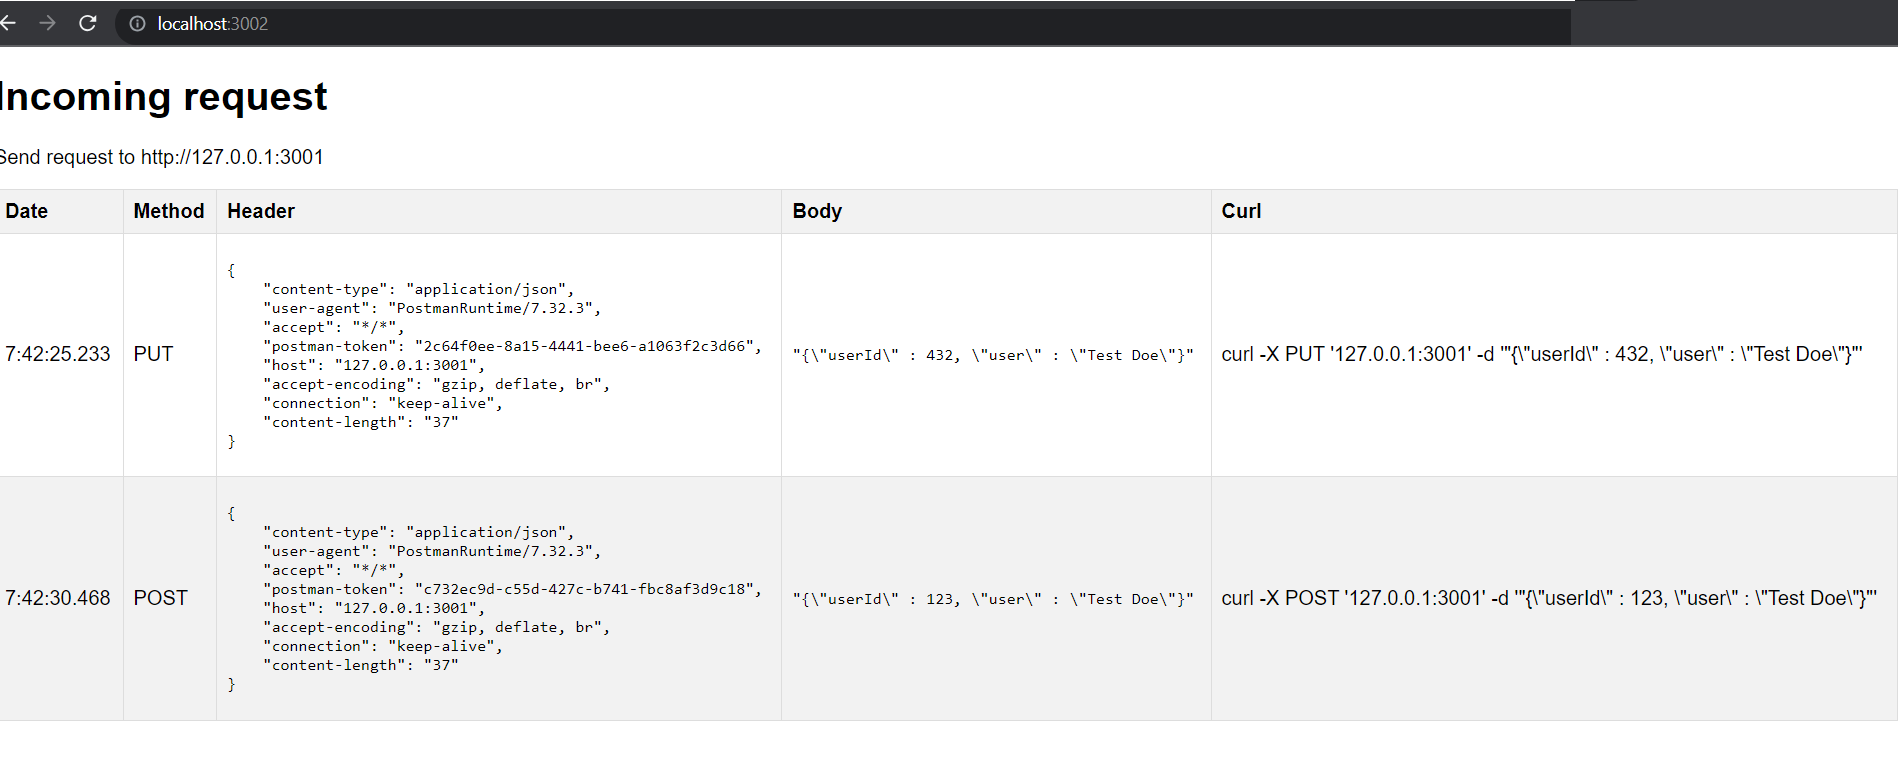 localhost:3002
Incoming request
Send request to http://127.0.0.1:3001
Date Method Header Body Curl
{
"content-type": "application/json",
"user-agent": "PostmanRuntime/7.32.3",
"accept": "*/*",
"postman-token": "2c64f0ee-8a15-4441-bee6-a1063f2c3d66",
7:42:25.233 PUT "host": "127.0.0.1:3001", "{\"userId\" : 432, \"user\" : \"Test Doe\"}" curl -X PUT '127.0.0.1:3001' -d '"{\"userId\" : 432, \"user\" : \"Test Doe\"}"'
"accept-encoding": "gzip, deflate, br",
"connection": "keep-alive",
"content-length": "37"
}
{
"content-type": "application/json",
"user-agent": "PostmanRuntime/7.32.3",
"accept": "*/*",
"postman-token": "c732ec9d-c55d-427c-b741-fbc8af3d9c18",
7:42:30.468 POST "host": "127.0.0.1:3001", "{\"userId\" : 123, \"user\" : \"Test Doe\"}" curl -X POST '127.0.0.1:3001' -d '"{\"userId\" : 123, \"user\" : \"Test Doe\"}"'
"accept-encoding": "gzip, deflate, br",
"connection": "keep-alive",
"content-length": "37"
}